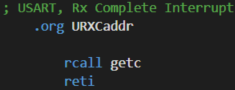 ; USART, Rx Complete Interrupt
.org URXCaddr
rcall getc
reti